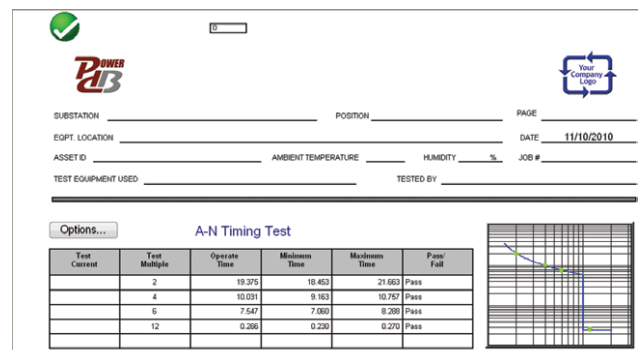 0
POWER
dB
Your
Company
Logo
SUBSTATION POSITION PAGE
EQPT. LOCATION DATE 11/10/2010
ASSET ID AMBIENT TEMPERATURE HUMIDITY % JOB #
TEST EQUIPMENT USED TESTED BY
Options... A-N Timing Test
Test Current Test Multiple Operate Time Minimum Time Maximum Time Pass/ Fail
2 19.375 18.453 21.663 Pass
4 10.031 9.163 10.757 Pass
6 7.547 7.060 8.288 Pass
12 0.266 0.230 0.270 Pass